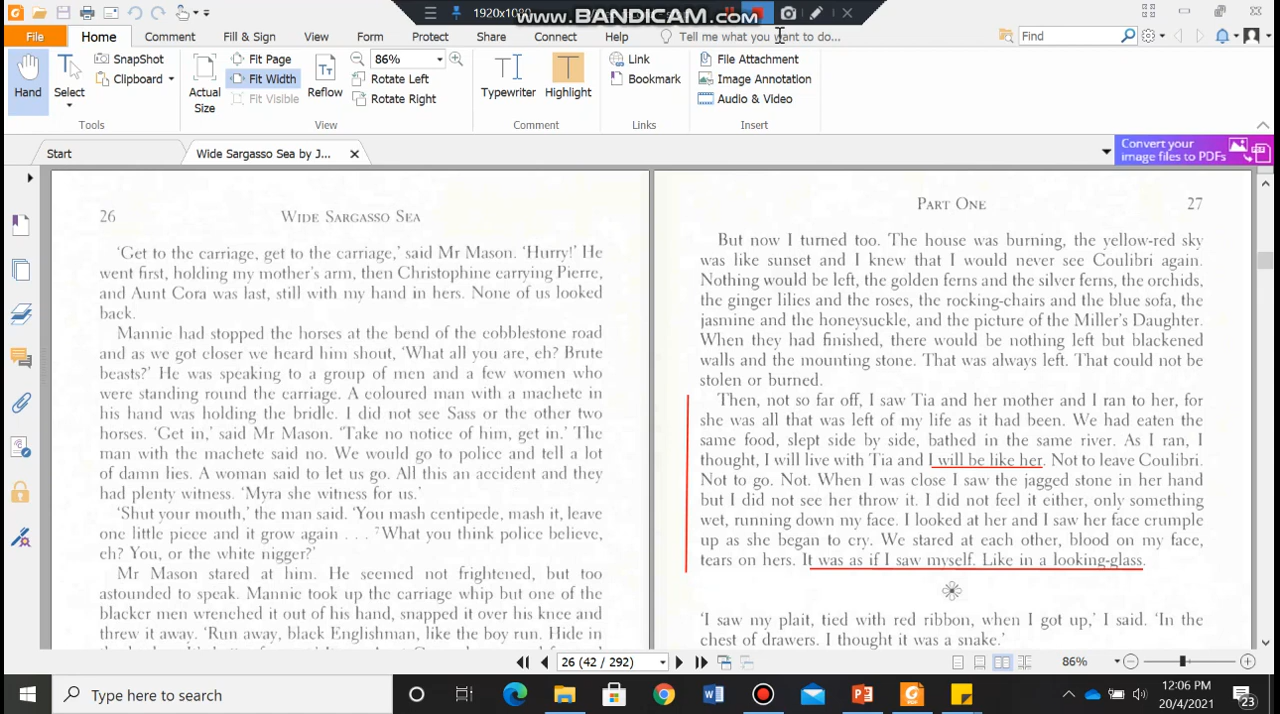 1920x1080
www.BANDICAM.com
File Home Comment Fill & Sign View Form Protect Share Connect Help Tell me what you want to do... Find
SnapShot Fit Page 86% Link File Attachment
Clipboard Fit Width Rotate Left Bookmark Image Annotation
Hand Select Actual Size Fit Visible Reflow Rotate Right Typewriter Highlight Audio & Video
Tools View Comment Links Insert
Start Wide Sargasso Sea by J...
Convert your
image files to PDFs
26 WIDE SARGASSO SEA
'Get to the carriage, get to the carriage,' said Mr Mason. 'Hurry!' He
went first, holding my mother's arm, then Christophine carrying Pierre,
and Aunt Cora was last, still with my hand in hers. None of us looked
back.
Mannie had stopped the horses at the bend of the cobblestone road
and as we got closer we heard him shout, 'What all you are, eh? Brute
beasts?' He was speaking to a group of men and a few women who
were standing round the carriage. A coloured man with a machete in
his hand was holding the bridle. I did not see Sass or the other two
horses. 'Get in,' said Mr Mason. 'Take no notice of him, get in.' The
man with the machete said no. We would go to police and tell a lot
of damn lies. A woman said to let us go. All this an accident and they
had plenty witness. 'Myra she witness for us.'
'Shut your mouth,' the man said. 'You mash centipede, mash it, leave
one little piece and it grow again . . . ⁷What you think police believe,
eh? You, or the white nigger?'
Mr Mason stared at him. He seemed not frightened, but too
astounded to speak. Mannie took up the carriage whip but one of the
blacker men wrenched it out of his hand, snapped it over his knee and
threw it away. 'Run away, black Englishman, like the boy run. Hide in
PART ONE 27
But now I turned too. The house was burning, the yellow-red sky
was like sunset and I knew that I would never see Coulibri again.
Nothing would be left, the golden ferns and the silver ferns, the orchids,
the ginger lilies and the roses, the rocking-chairs and the blue sofa, the
jasmine and the honeysuckle, and the picture of the Miller's Daughter.
When they had finished, there would be nothing left but blackened
walls and the mounting stone. That was always left. That could not be
stolen or burned.
Then, not so far off, I saw Tia and her mother and I ran to her, for
she was all that was left of my life as it had been. We had eaten the
same food, slept side by side, bathed in the same river. As I ran, I
thought, I will live with Tia and I will be like her. Not to leave Coulibri.
Not to go. Not. When I was close I saw the jagged stone in her hand
but I did not see her throw it. I did not feel it either, only something
wet, running down my face. I looked at her and I saw her face crumple
up as she began to cry. We stared at each other, blood on my face,
tears on hers. It was as if I saw myself. Like in a looking-glass.
'I saw my plait, tied with red ribbon, when I got up,' I said. 'In the
chest of drawers. I thought it was a snake.'
26 (42 / 292) 86%
Type here to search
12:06 PM
20/4/2021
23